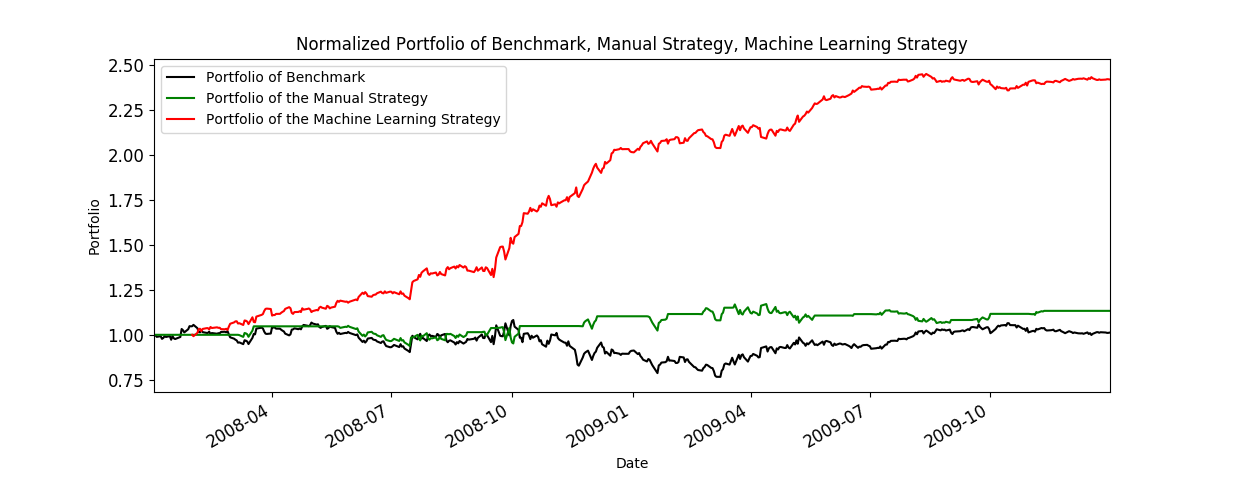 Normalized Portfolio of Benchmark, Manual Strategy, Machine Learning Strategy
2.50
2.25
2.00
1.75
1.50
1.25
1.00
0.75
Portfolio
Portfolio of Benchmark
Portfolio of the Manual Strategy
Portfolio of the Machine Learning Strategy
2008-04
2008-07
2008-10
2009-01
2009-04
2009-07
2009-10
Date